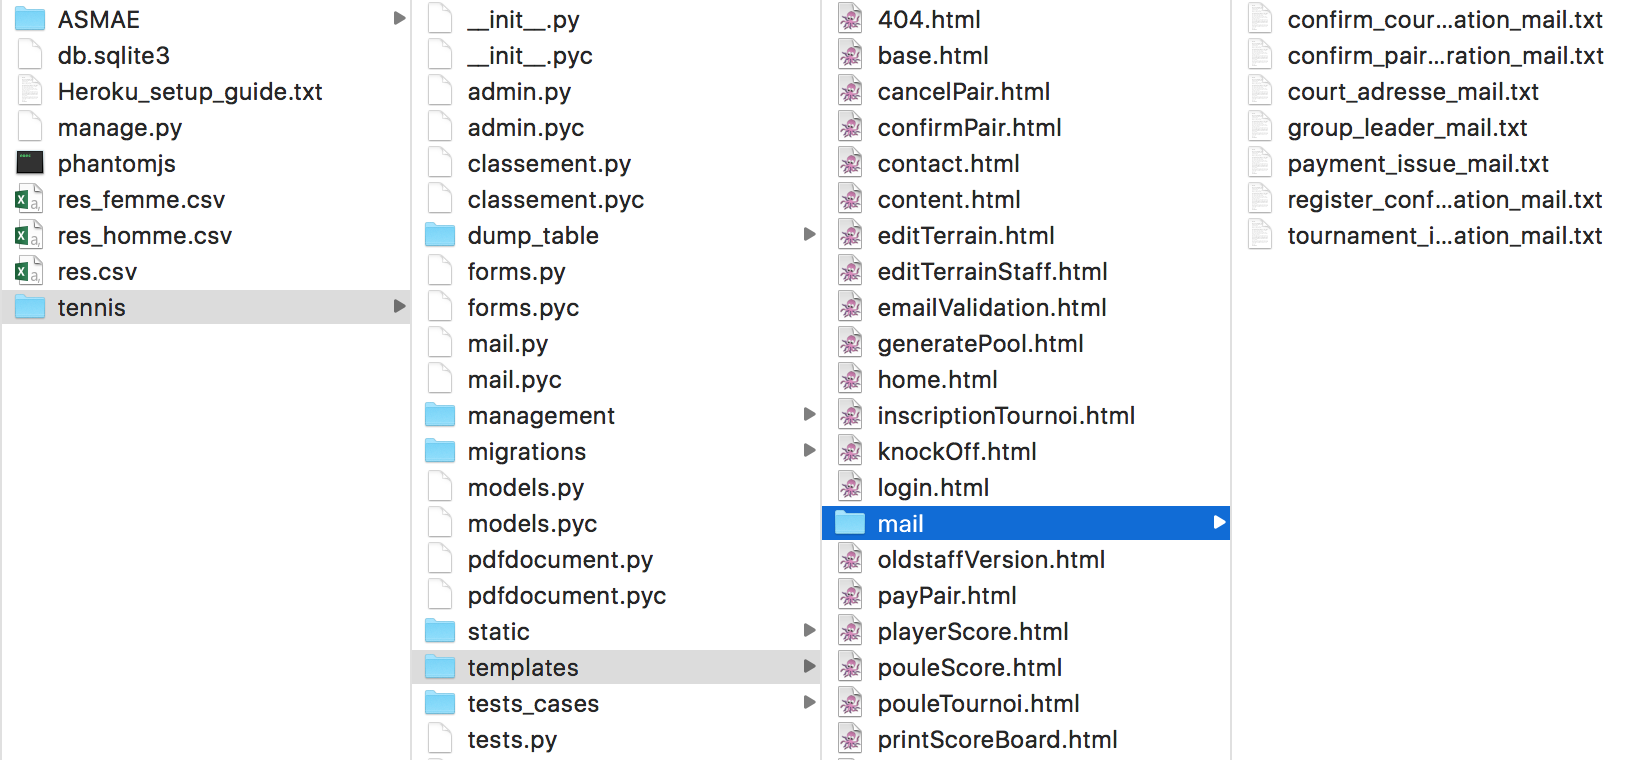 ASMAE
db.sqlite3
Heroku_setup_guide.txt
manage.py
phantomjs
res_femme.csv
res_homme.csv
res.csv
tennis
__init__.py
__init__.pyc
admin.py
admin.pyc
classement.py
classement.pyc
dump_table
forms.py
forms.pyc
mail.py
mail.pyc
management
migrations
models.py
models.pyc
pdfdocument.py
pdfdocument.pyc
static
templates
tests_cases
tests.py
404.html
base.html
cancelPair.html
confirmPair.html
contact.html
content.html
editTerrain.html
editTerrainStaff.html
emailValidation.html
generatePool.html
home.html
inscriptionTournoi.html
knockOff.html
login.html
mail
oldstaffVersion.html
payPair.html
playerScore.html
pouleScore.html
pouleTournoi.html
printScoreBoard.html
confirm_cour...ation_mail.txt
confirm_pair...ration_mail.txt
court_adresse_mail.txt
group_leader_mail.txt
payment_issue_mail.txt
register_conf...ation_mail.txt
tournament_i...ation_mail.txt